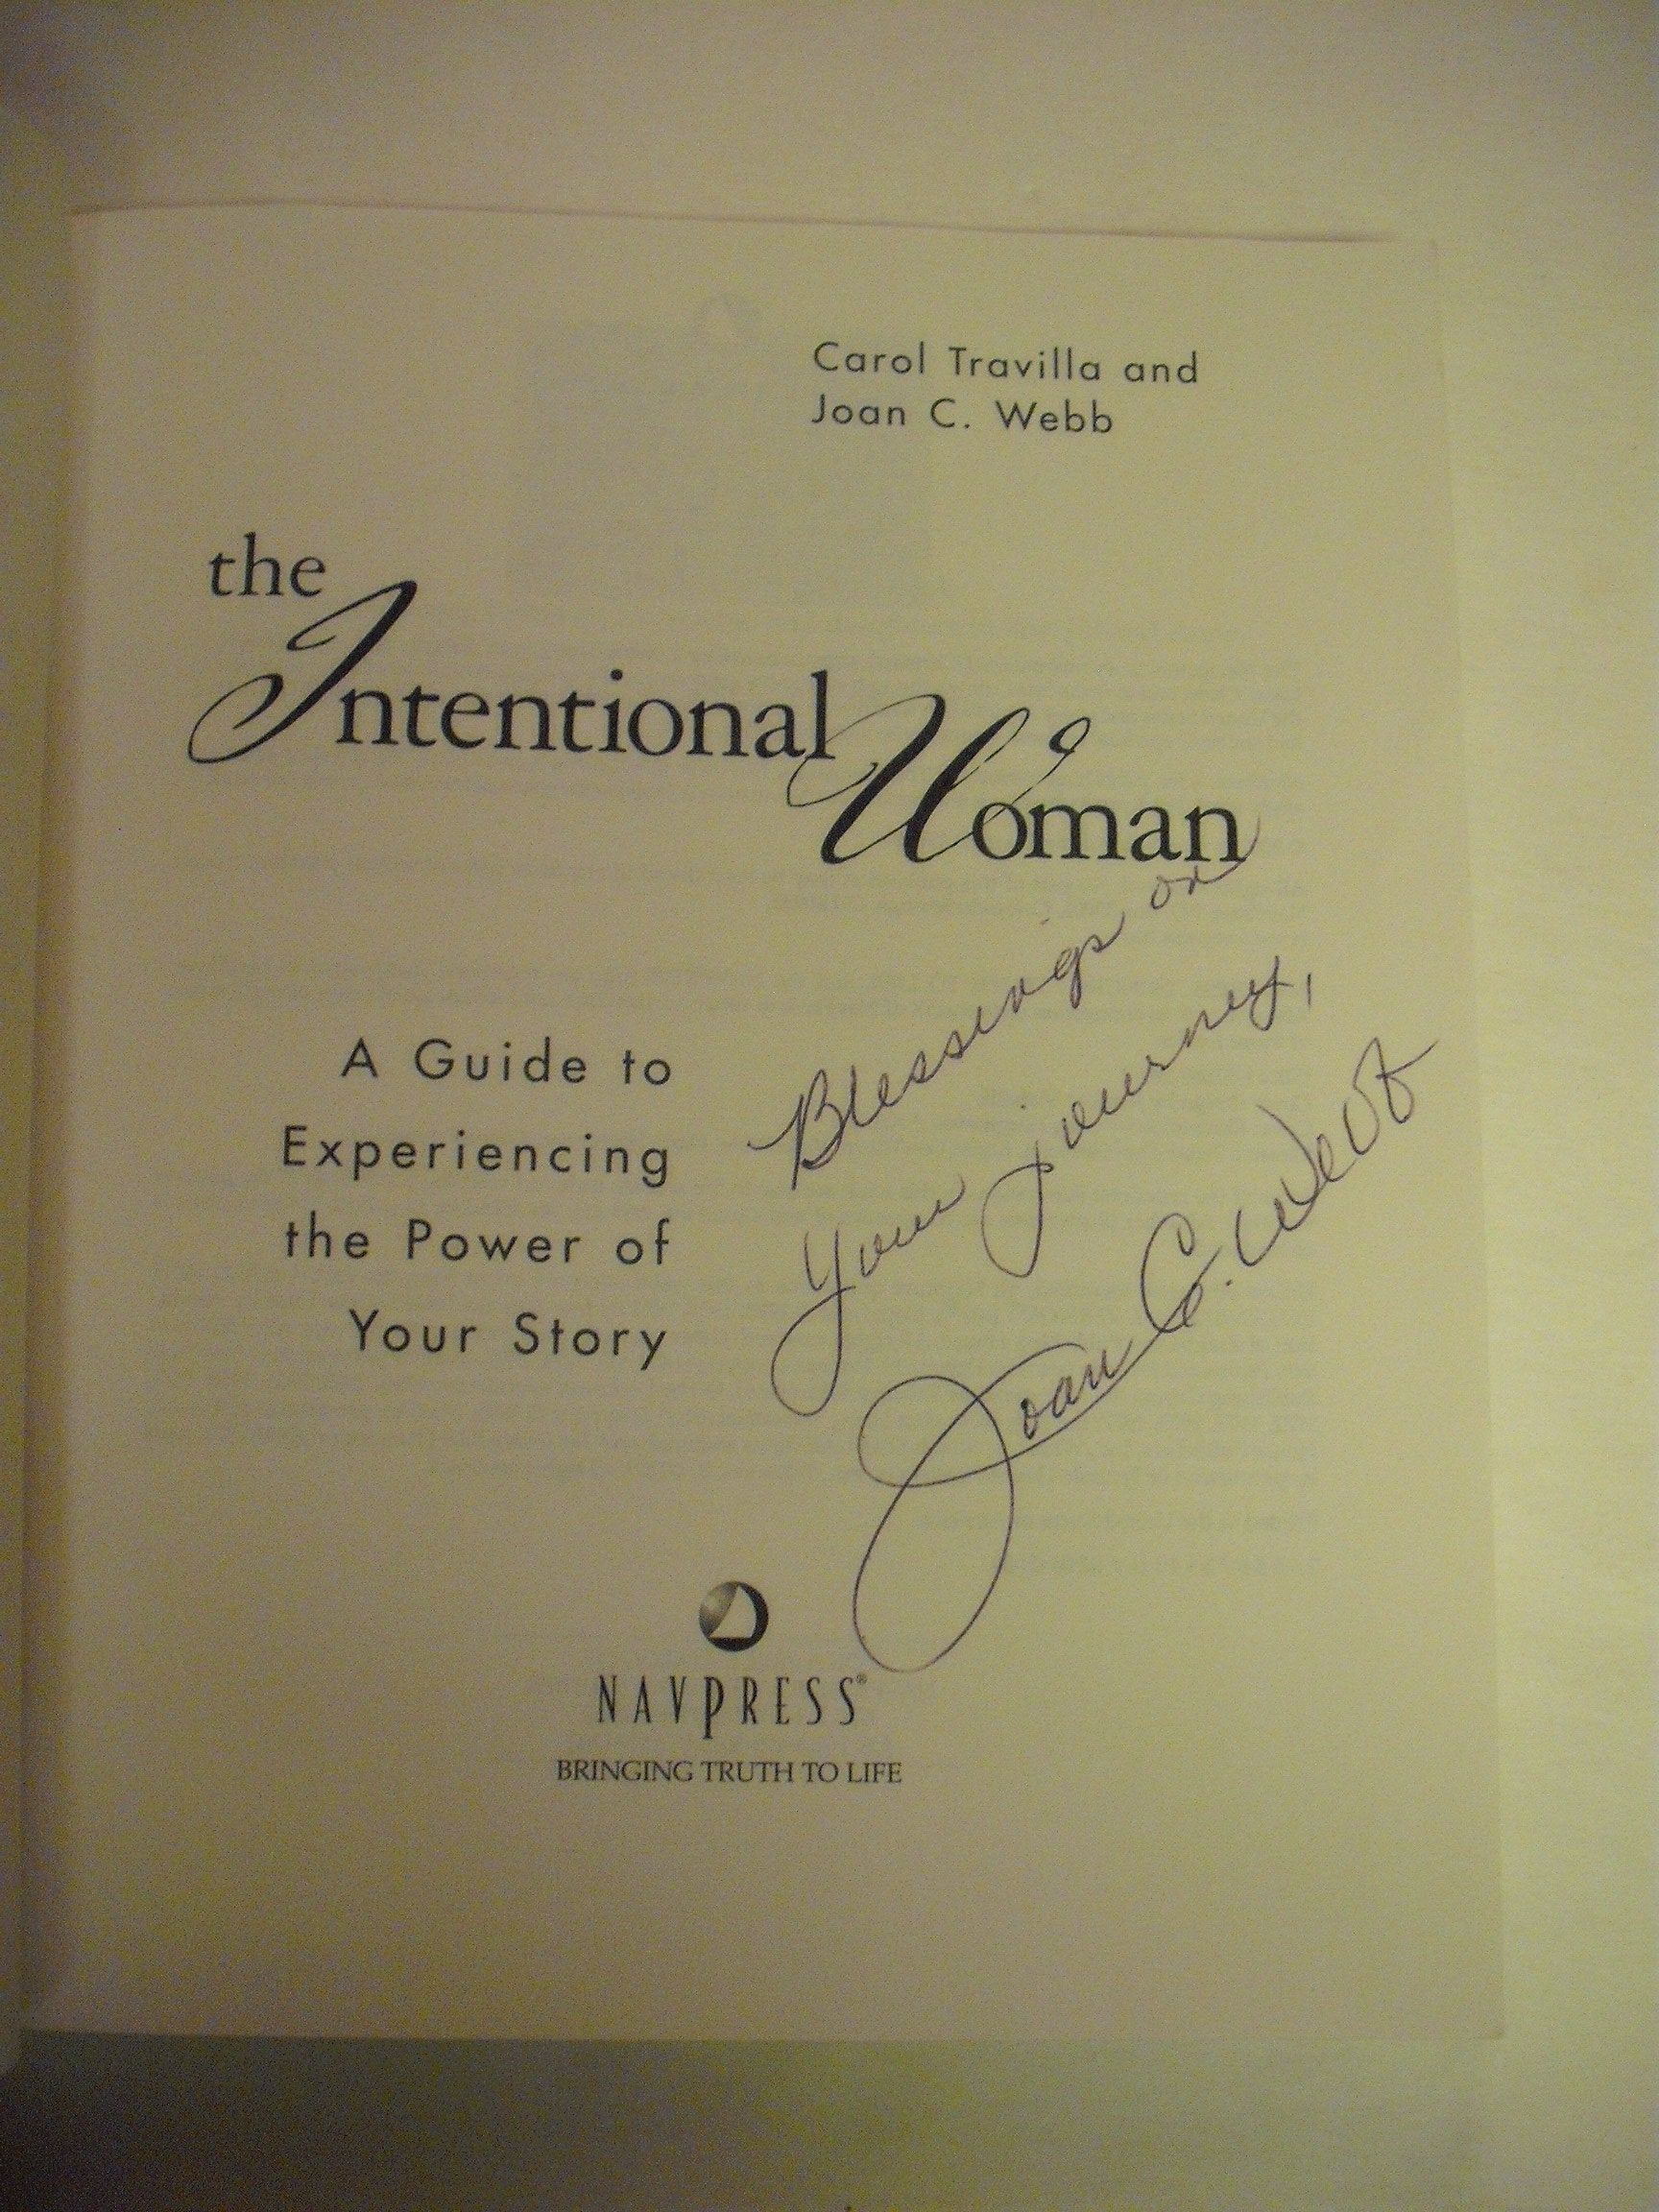 Carol Travilla and
Joan C. Webb
the
Intentional Woman
Blessings on
your journey,
Joan C. Webb
A Guide to
Experiencing
the Power of
Your Story
NAVPRESS®
BRINGING TRUTH TO LIFE